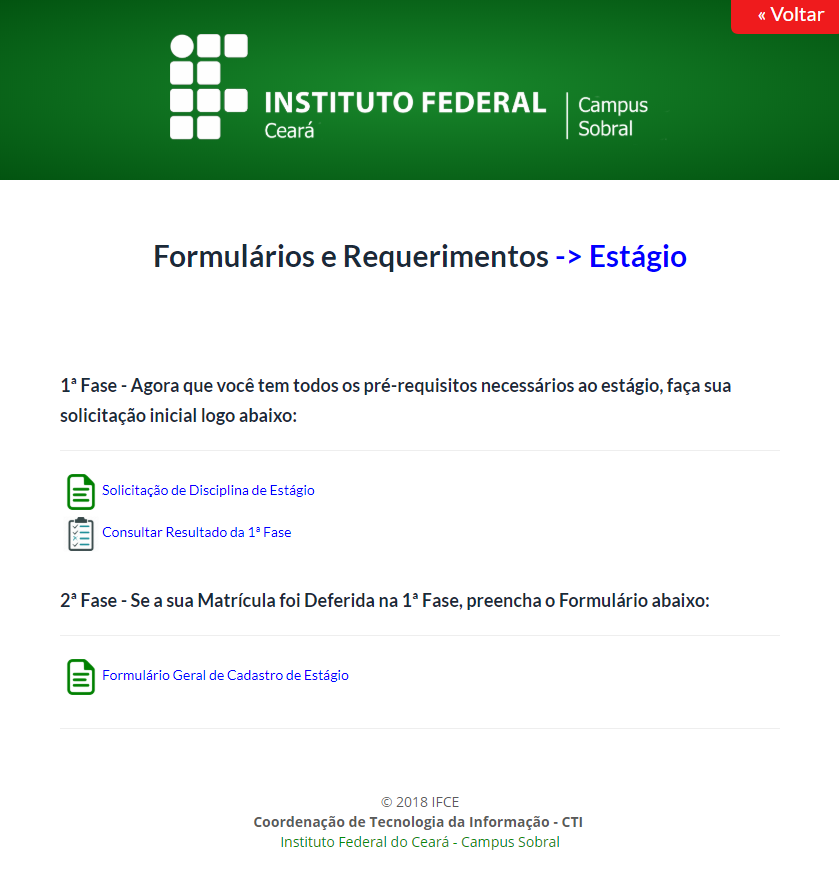 « Voltar
INSTITUTO FEDERAL
Ceará
Campus
Sobral
Formulários e Requerimentos -> Estágio
1ª Fase - Agora que você tem todos os pré-requisitos necessários ao estágio, faça sua
solicitação inicial logo abaixo:
Solicitação de Disciplina de Estágio
Consultar Resultado da 1ª Fase
2ª Fase - Se a sua Matrícula foi Deferida na 1ª Fase, preencha o Formulário abaixo:
Formulário Geral de Cadastro de Estágio
© 2018 IFCE
Coordenação de Tecnologia da Informação - CTI
Instituto Federal do Ceará - Campus Sobral